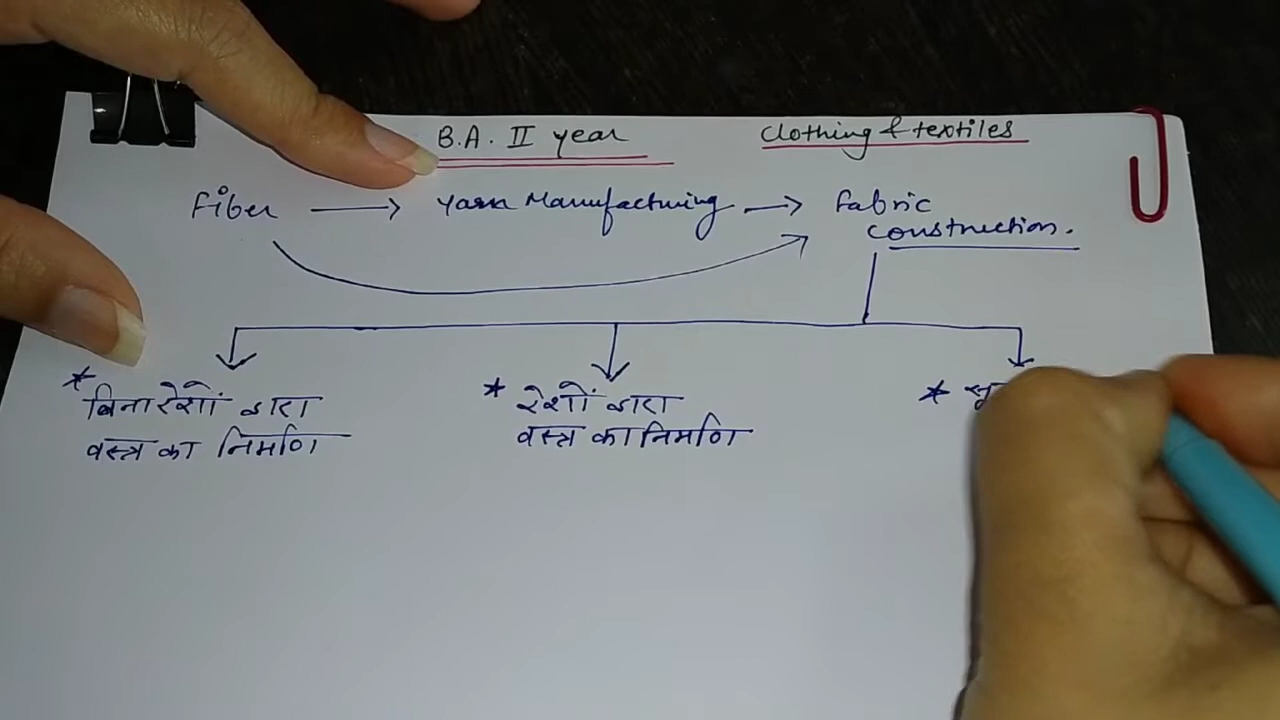 B.A. II year
Clothing & textiles
Fiber → Yarn Manufacturing → Fabric
construction.
* बिना रेशों द्वारा
वस्त्र का निर्माण
* रेशों द्वारा
वस्त्र का निर्माण
*